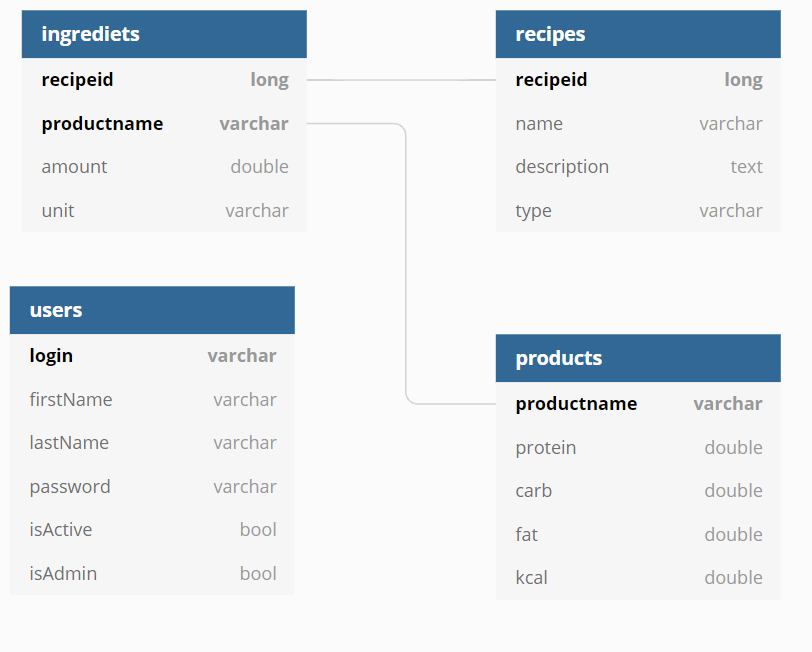 ingrediets
recipeid long
productname varchar
amount double
unit varchar
recipes
recipeid long
name varchar
description text
type varchar
users
login varchar
firstName varchar
lastName varchar
password varchar
isActive bool
isAdmin bool
products
productname varchar
protein double
carb double
fat double
kcal double